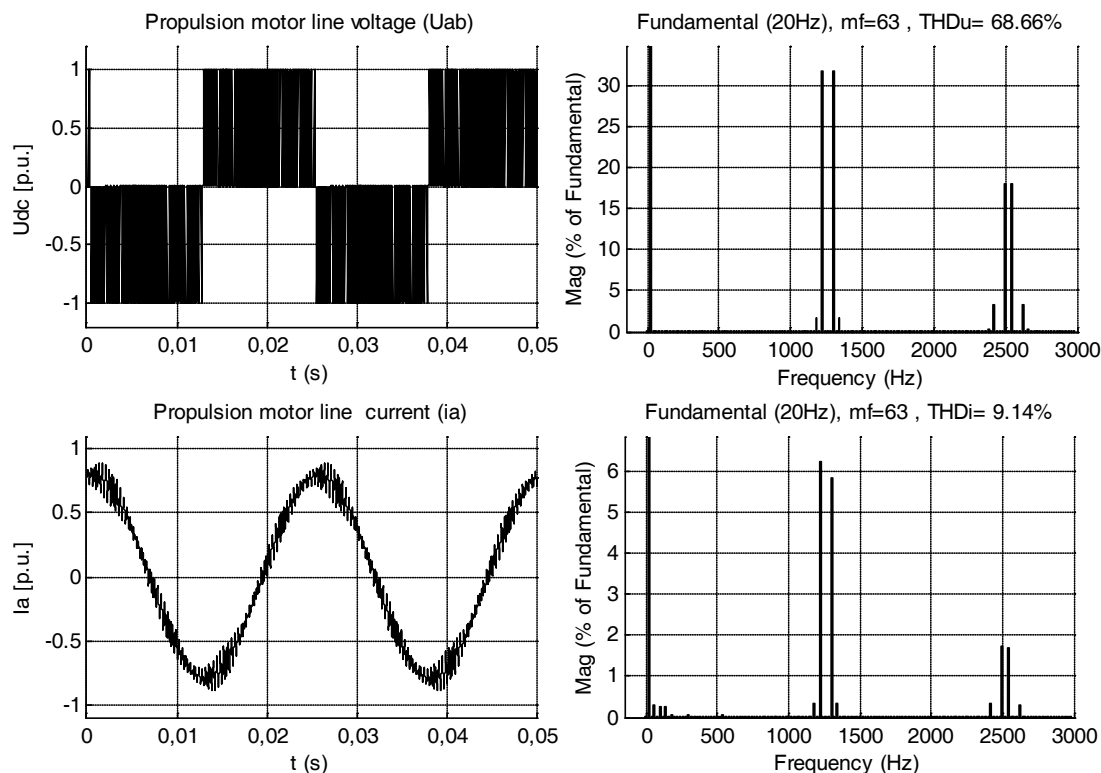 Propulsion motor line voltage (Uab)
Udc [p.u.]
1
0.5
0
-0.5
-1
0 0,01 0,02 0,03 0,04 0,05
t (s)
Fundamental (20Hz), mf=63 , THDu= 68.66%
Mag (% of Fundamental)
30
25
20
15
10
5
0
0 500 1000 1500 2000 2500 3000
Frequency (Hz)
Propulsion motor line current (ia)
Ia [p.u.]
1
0.5
0
-0.5
-1
0 0,01 0,02 0,03 0,04 0,05
t (s)
Fundamental (20Hz), mf=63 , THDi= 9.14%
Mag (% of Fundamental)
6
5
4
3
2
1
0
0 500 1000 1500 2000 2500 3000
Frequency (Hz)